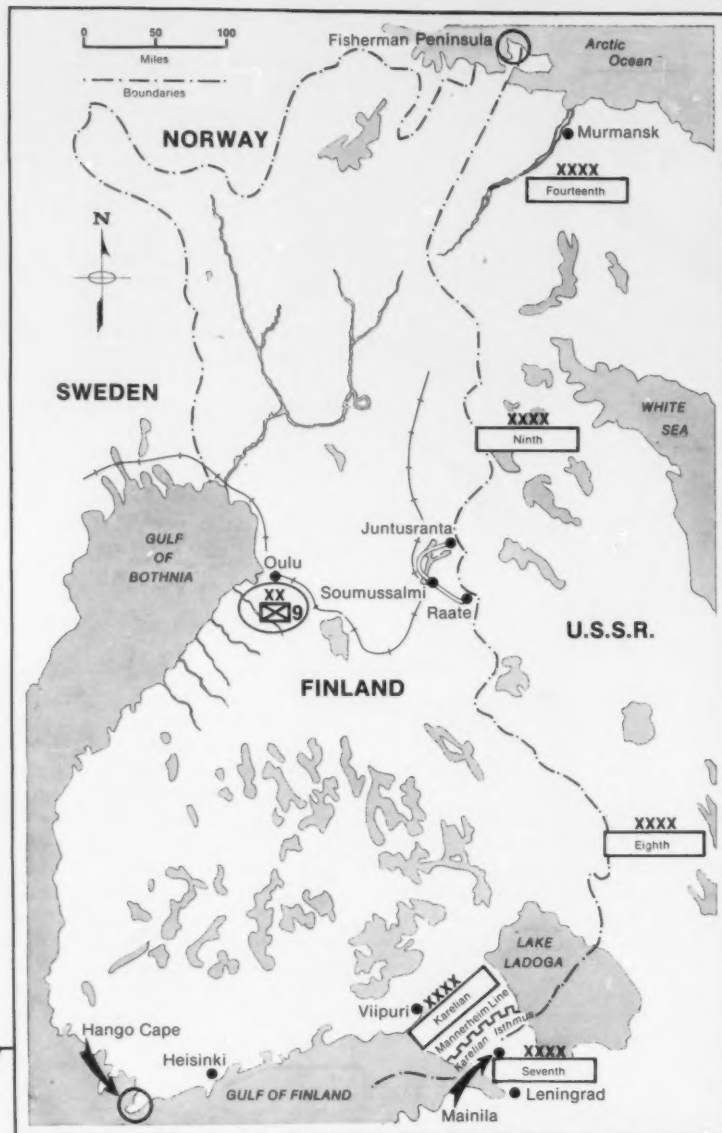 0 50 100
Miles
Boundaries
Fisherman Peninsula
Arctic
Ocean
NORWAY
Murmansk
XXXX
Fourteenth
N
SWEDEN
WHITE
SEA
XXXX
Ninth
GULF
OF
BOTHNIA
Juntusranta
Oulu
Soumussalmi
XX
9
Raate
U.S.S.R.
FINLAND
XXXX
Eighth
LAKE
LADOGA
Viipuri
XXXX
Karelian
Mannerheim Line
Karelian Isthmus
Hango Cape
Heisinki
XXXX
Seventh
GULF OF FINLAND
Leningrad
Mainila